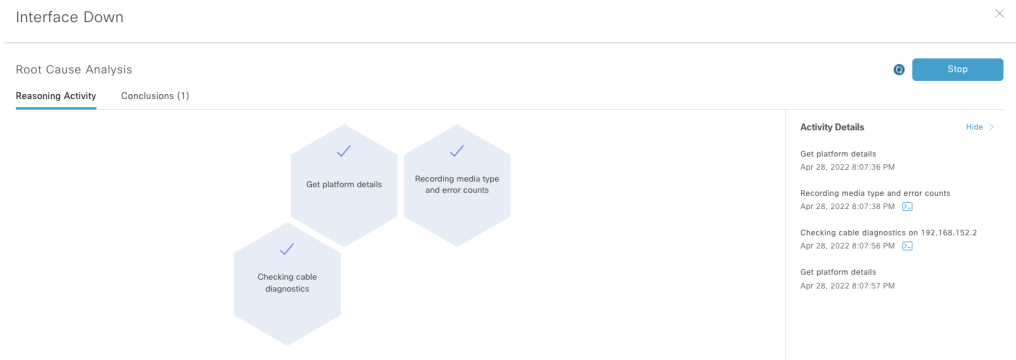 Interface Down
Root Cause Analysis
Stop
Reasoning Activity
Conclusions (1)
Get platform details
Recording media type
and error counts
Checking cable
diagnostics
Activity Details
Hide
Get platform details
Apr 28, 2022 8:07:36 PM
Recording media type and error counts
Apr 28, 2022 8:07:38 PM
Checking cable diagnostics on 192.168.152.2
Apr 28, 2022 8:07:56 PM
Get platform details
Apr 28, 2022 8:07:57 PM